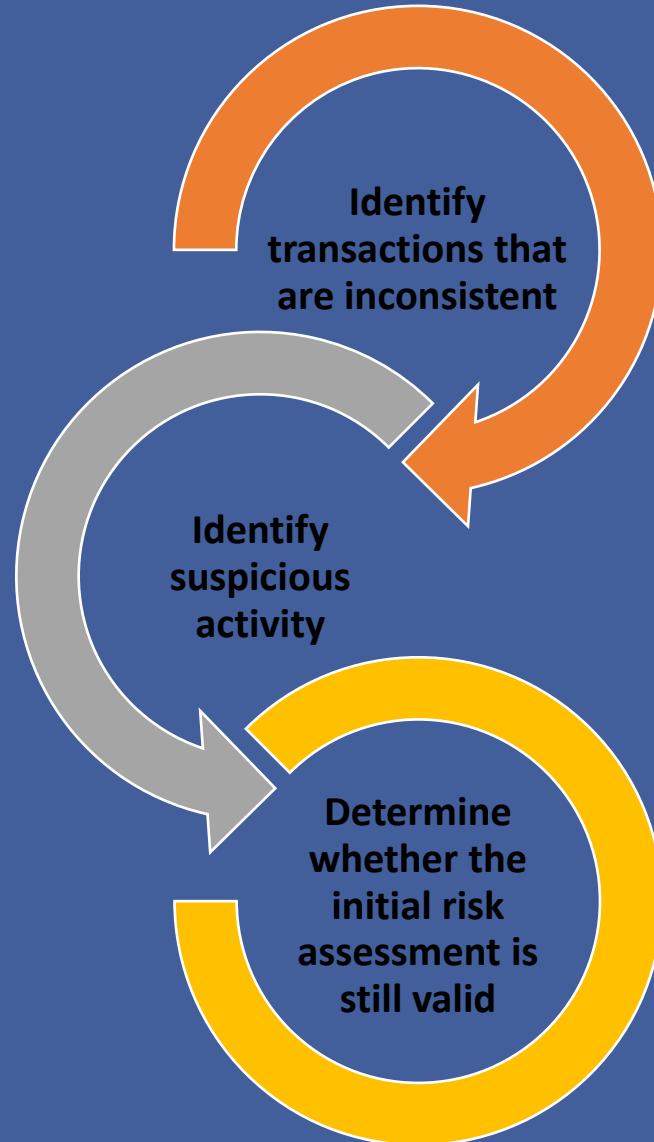 Identify
transactions that
are inconsistent
Identify
suspicious
activity
Determine
whether the
initial risk
assessment is
still valid